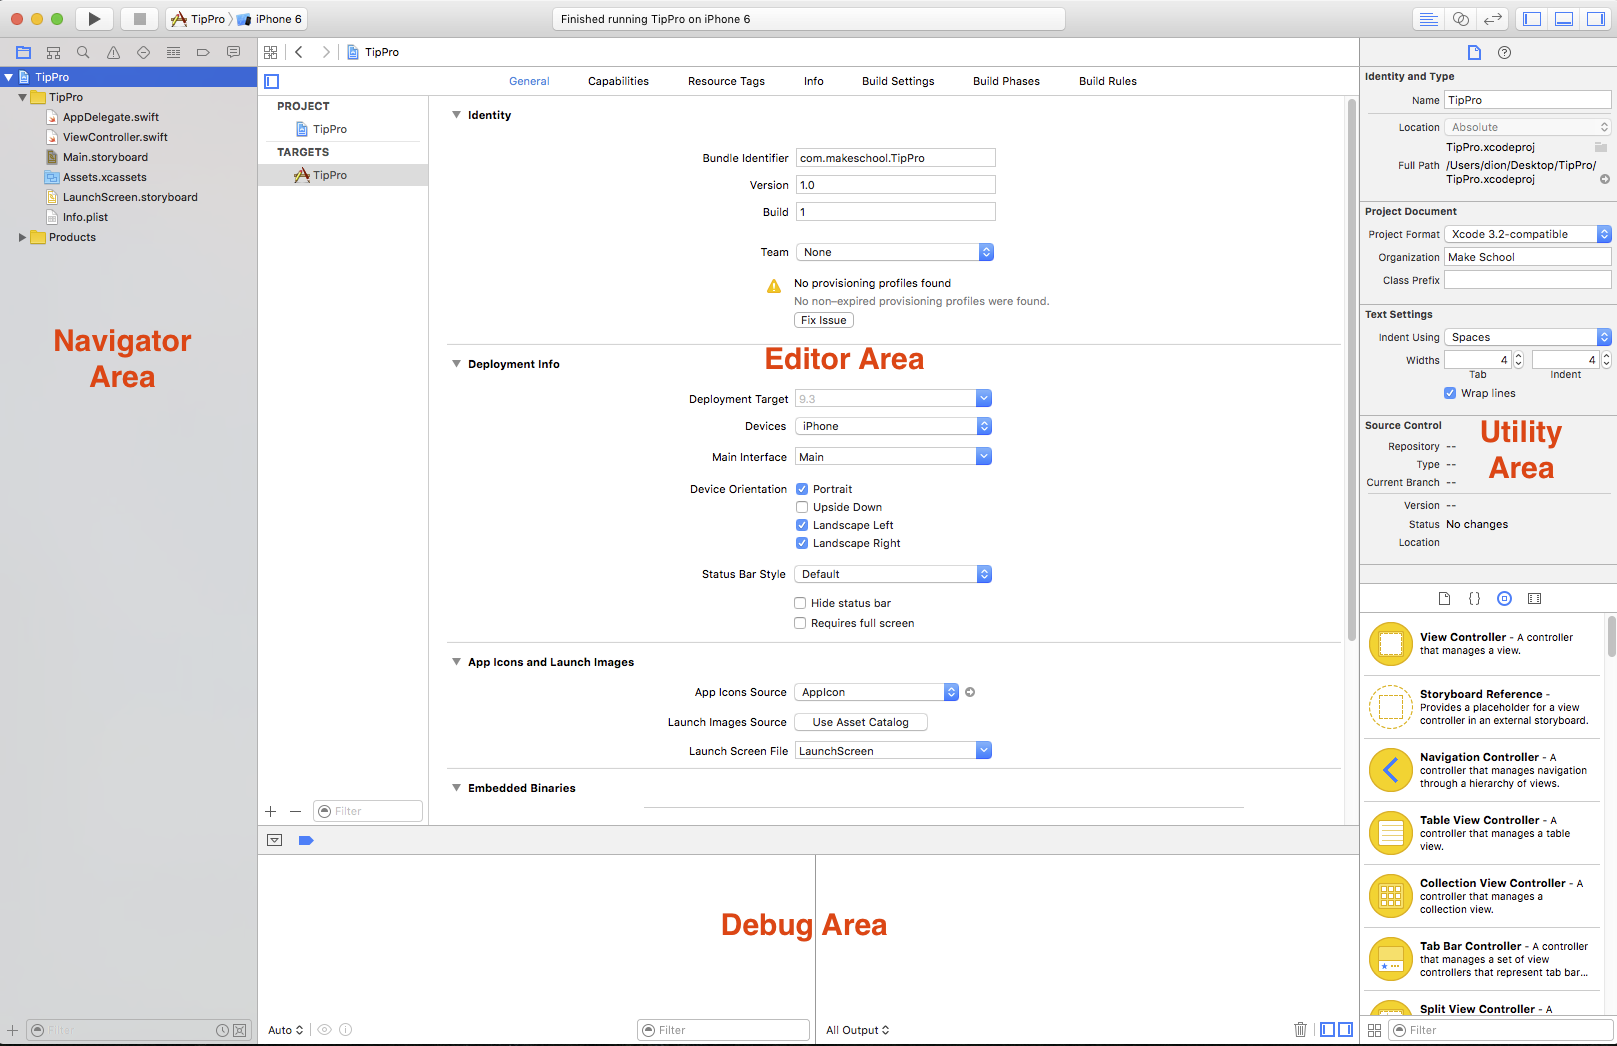 TipPro
iPhone 6
Finished running TipPro on iPhone 6
TipPro
TipPro
AppDelegate.swift
ViewController.swift
Main.storyboard
Assets.xcassets
LaunchScreen.storyboard
Info.plist
Products
Navigator
Area
Filter
TipPro
General
Capabilities
Resource Tags
Info
Build Settings
Build Phases
Build Rules
PROJECT
TipPro
TARGETS
TipPro
Filter
Identity
Bundle Identifier com.makeschool.TipPro
Version 1.0
Build 1
Team None
No provisioning profiles found
No non-expired provisioning profiles were found.
Fix Issue
Editor Area
Deployment Info
Deployment Target 9.3
Devices iPhone
Main Interface Main
Device Orientation Portrait
Upside Down
Landscape Left
Landscape Right
Status Bar Style Default
Hide status bar
Requires full screen
App Icons and Launch Images
App Icons Source AppIcon
Launch Images Source Use Asset Catalog
Launch Screen File LaunchScreen
Embedded Binaries
Debug Area
Auto
Filter
All Output
Identity and Type
Name TipPro
Location Absolute
TipPro.xcodeproj
Full Path /Users/dion/Desktop/TipPro/
TipPro.xcodeproj
Project Document
Project Format Xcode 3.2-compatible
Organization Make School
Class Prefix
Text Settings
Indent Using Spaces
Widths 4 4
Tab Indent
Wrap lines
Source Control
Repository --
Type --
Current Branch --
Version --
Status No changes
Location
Utility
Area
{}
View Controller - A controller
that manages a view.
Storyboard Reference -
Provides a placeholder for a view
controller in an external storyboard.
Navigation Controller - A
controller that manages navigation
through a hierarchy of views.
Table View Controller - A
controller that manages a table
view.
Collection View Controller - A
controller that manages a
collection view.
Tab Bar Controller - A controller
that manages a set of view
controllers that represent tab bar...
Split View Controller - A
Filter